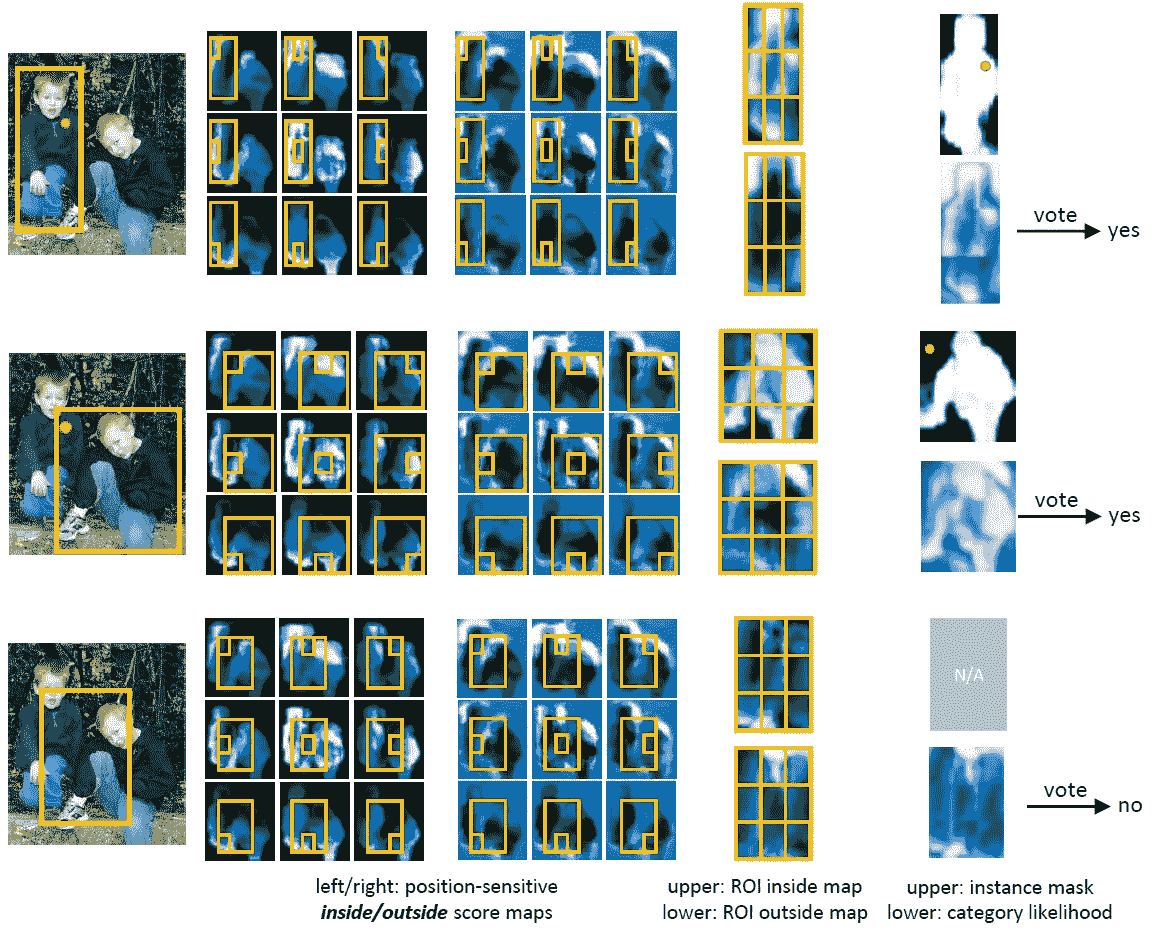 vote
yes
vote
yes
N/A
vote
no
left/right: position-sensitive
inside/outside score maps
upper: ROI inside map
lower: ROI outside map
upper: instance mask
lower: category likelihood